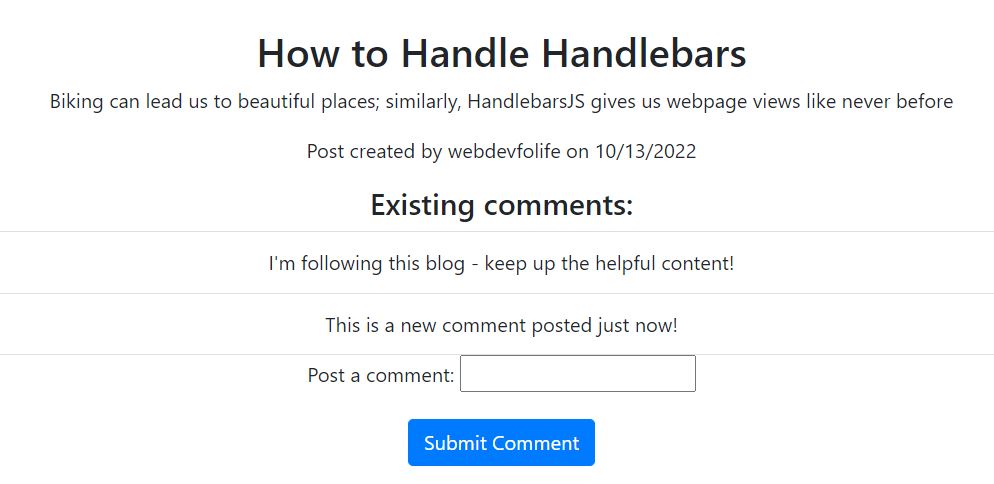 How to Handle Handlebars
Biking can lead us to beautiful places; similarly, HandlebarsJS gives us webpage views like never before
Post created by webdevfolife on 10/13/2022
Existing comments:
I'm following this blog - keep up the helpful content!
This is a new comment posted just now!
Post a comment:
Submit Comment